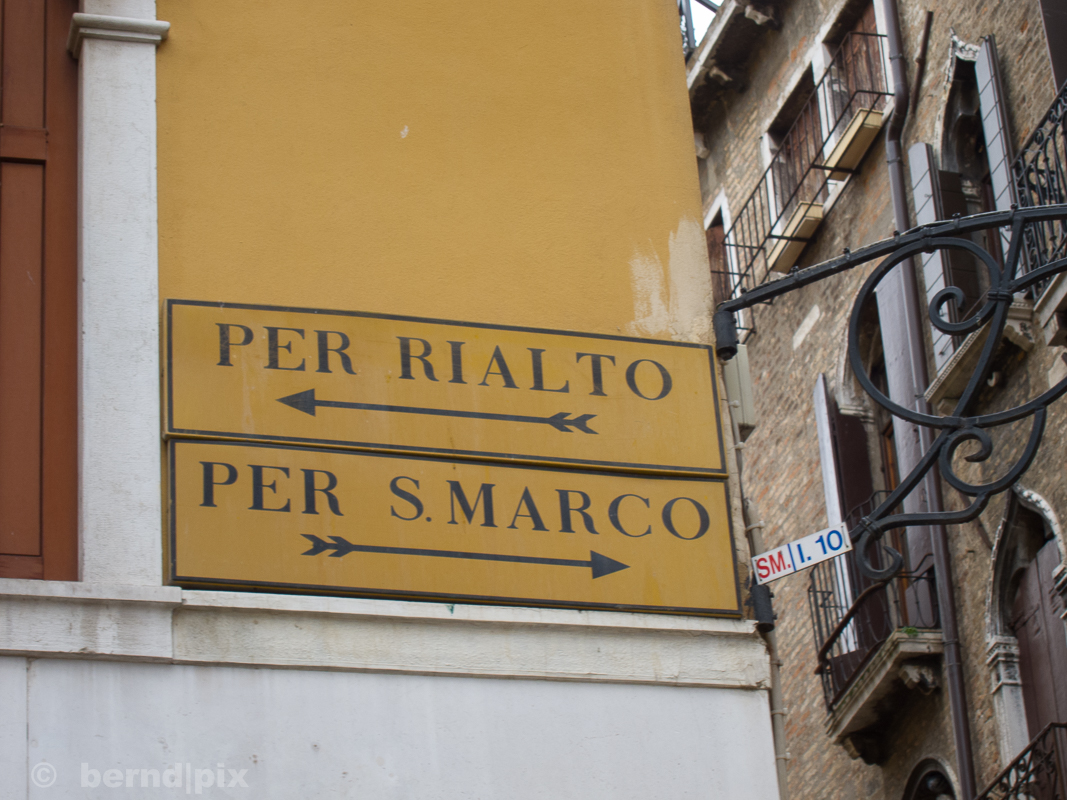 PER RIALTO
PER S. MARCO
SM. I. 10
© bernd|pix